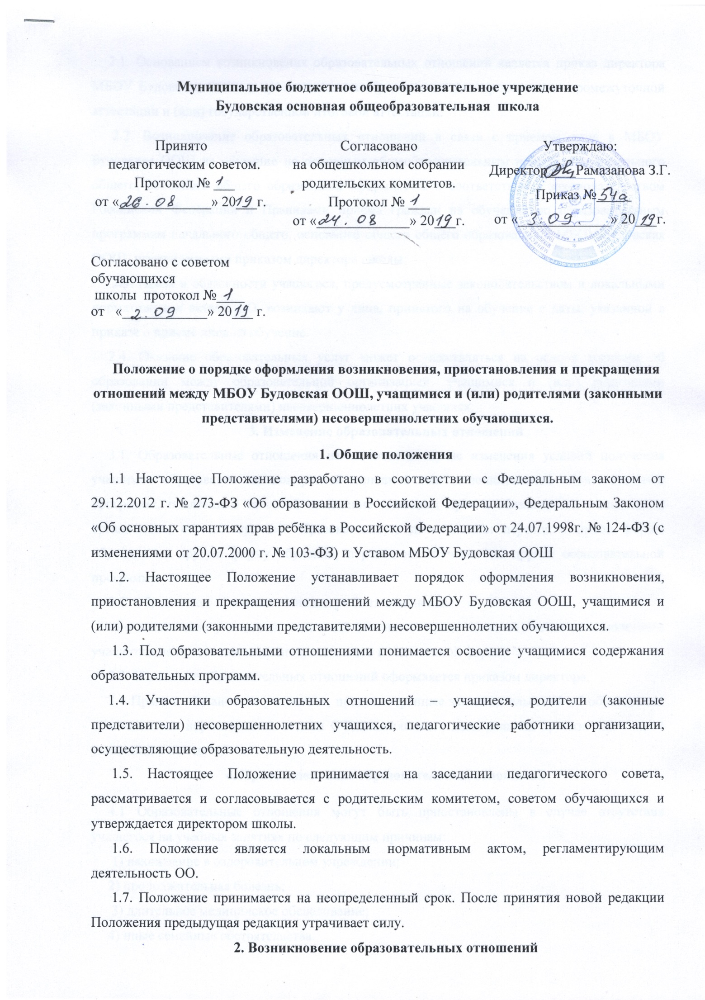 Муниципальное бюджетное общеобразовательное учреждение
Будовская основная общеобразовательная школа
Принято
педагогическим советом.
Протокол № 1
от «26.08» 2019 г.
Согласовано
на общешкольном собрании
родительских комитетов.
Протокол № 1
от «24.08» 2019 г.
Утверждаю:
Директор Рамазанова З.Г.
Приказ № 54а
от «3.09.» 2019г.
Согласовано с советом
обучающихся
школы протокол № 1
от «2.09» 2019 г.
Положение о порядке оформления возникновения, приостановления и прекращения
отношений между МБОУ Будовская ООШ, учащимися и (или) родителями (законными
представителями) несовершеннолетних обучающихся.
1. Общие положения
1.1 Настоящее Положение разработано в соответствии с Федеральным законом от
29.12.2012 г. № 273-ФЗ «Об образовании в Российской Федерации», Федеральным Законом
«Об основных гарантиях прав ребёнка в Российской Федерации» от 24.07.1998г. № 124-ФЗ (с
изменениями от 20.07.2000 г. № 103-ФЗ) и Уставом МБОУ Будовская ООШ
1.2. Настоящее Положение устанавливает порядок оформления возникновения,
приостановления и прекращения отношений между МБОУ Будовская ООШ, учащимися и
(или) родителями (законными представителями) несовершеннолетних обучающихся.
1.3. Под образовательными отношениями понимается освоение учащимися содержания
образовательных программ.
1.4. Участники образовательных отношений – учащиеся, родители (законные
представители) несовершеннолетних учащихся, педагогические работники организации,
осуществляющие образовательную деятельность.
1.5. Настоящее Положение принимается на заседании педагогического совета,
рассматривается и согласовывается с родительским комитетом, советом обучающихся и
утверждается директором школы.
1.6. Положение является локальным нормативным актом, регламентирующим
деятельность ОО.
1.7. Положение принимается на неопределенный срок. После принятия новой редакции
Положения предыдущая редакция утрачивает силу.
2. Возникновение образовательных отношений